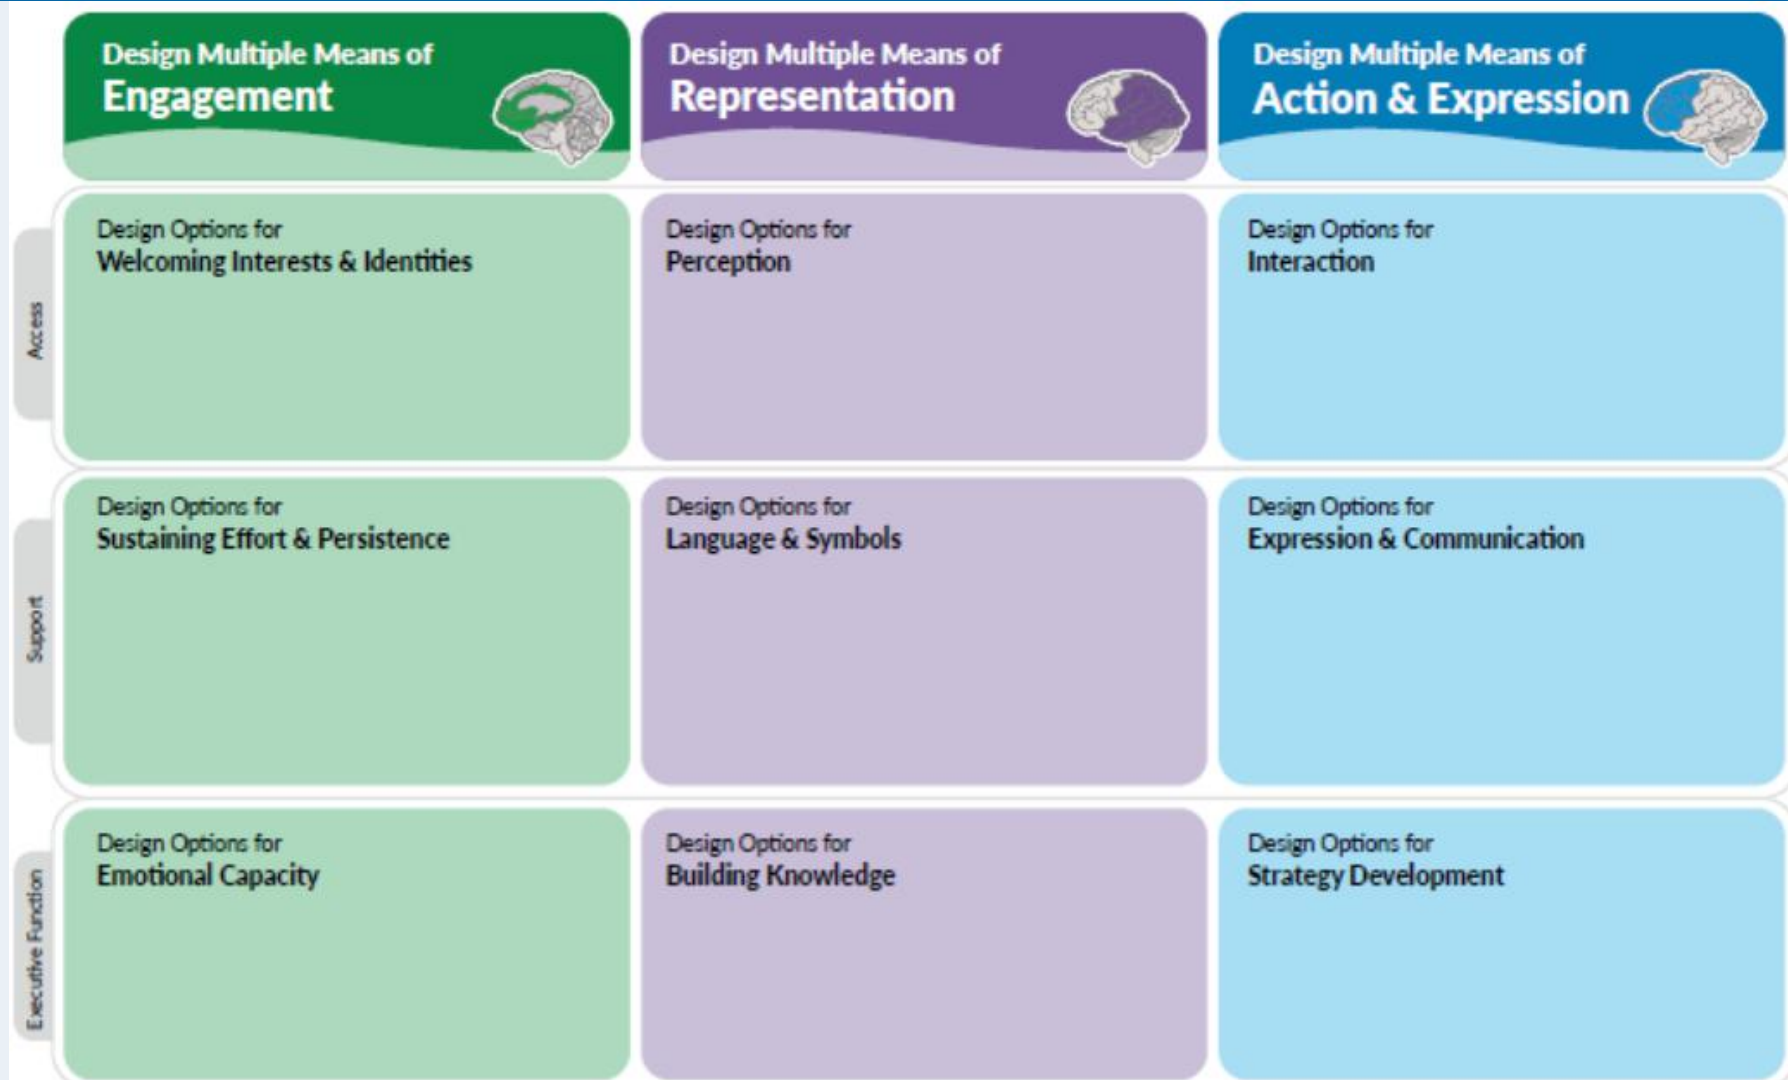 Design Multiple Means of
Engagement
Design Multiple Means of
Representation
Design Multiple Means of
Action & Expression
Access
Design Options for
Welcoming Interests & Identities
Design Options for
Perception
Design Options for
Interaction
Support
Design Options for
Sustaining Effort & Persistence
Design Options for
Language & Symbols
Design Options for
Expression & Communication
Executive Function
Design Options for
Emotional Capacity
Design Options for
Building Knowledge
Design Options for
Strategy Development